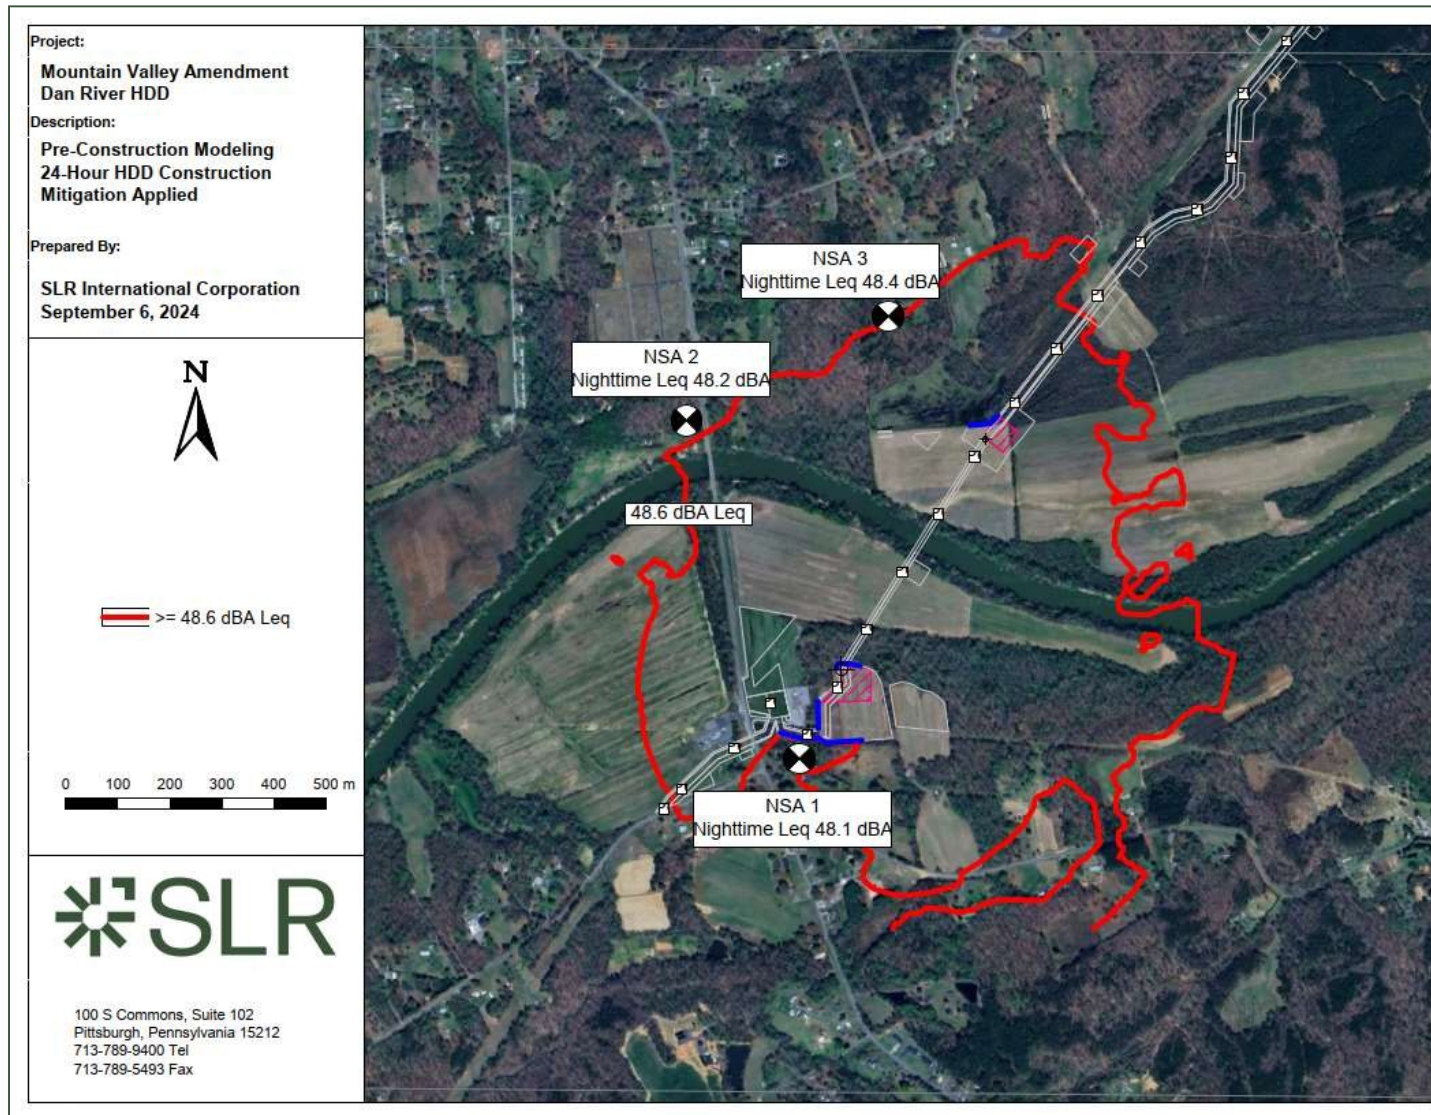 Project:
Mountain Valley Amendment
Dan River HDD
Description:
Pre-Construction Modeling
24-Hour HDD Construction
Mitigation Applied
Prepared By:
SLR International Corporation
September 6, 2024
N
>= 48.6 dBA Leq
0 100 200 300 500 m
SLR
100 S Commons, Suite 102
Pittsburgh, Pennsylvania 15212
713-789-9400 Tel
713-789-5493 Fax
NSA 3
Nighttime Leq 48.4 dBA
NSA 2
Nighttime Leq 48.2 dBA
48.6 dBA Leq
NSA 1
Nighttime Leq 48.1 dBA